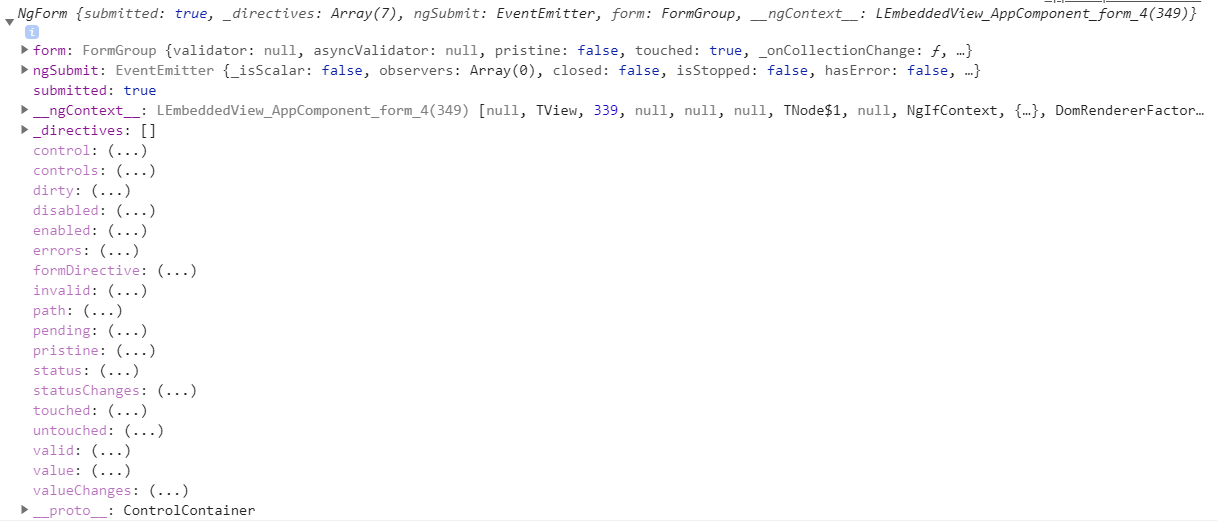 NgForm {submitted: true, _directives: Array(7), ngSubmit: EventEmitter, form: FormGroup, __ngContext__: LEmbeddedView_AppComponent_form_4(349)}
i
form: FormGroup {validator: null, asyncValidator: null, pristine: false, touched: true, _onCollectionChange: ƒ, …}
ngSubmit: EventEmitter {_isScalar: false, observers: Array(0), closed: false, isStopped: false, hasError: false, …}
submitted: true
__ngContext__: LEmbeddedView_AppComponent_form_4(349) [null, TView, 339, null, null, null, TNode$1, null, NgIfContext, {…}, DomRendererFactor…
_directives: []
control: (...)
controls: (...)
dirty: (...)
disabled: (...)
enabled: (...)
errors: (...)
formDirective: (...)
invalid: (...)
path: (...)
pending: (...)
pristine: (...)
status: (...)
statusChanges: (...)
touched: (...)
untouched: (...)
valid: (...)
value: (...)
valueChanges: (...)
__proto__: ControlContainer